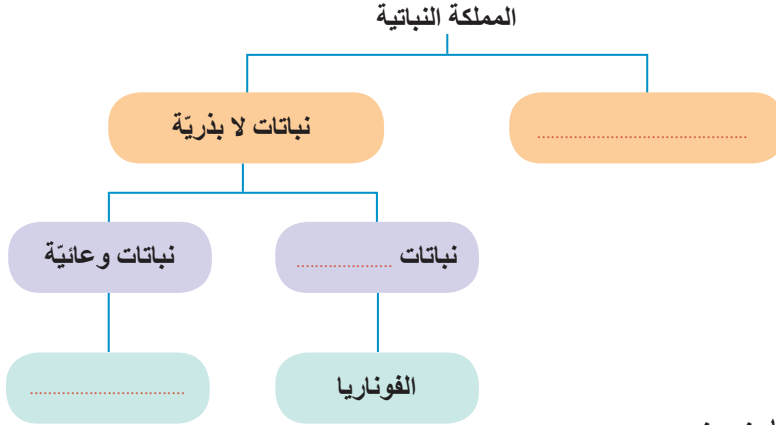 المملكة النباتية
................ نباتات لا بذريّة
نباتات ................ نباتات وعائيّة
الفوناريا ................